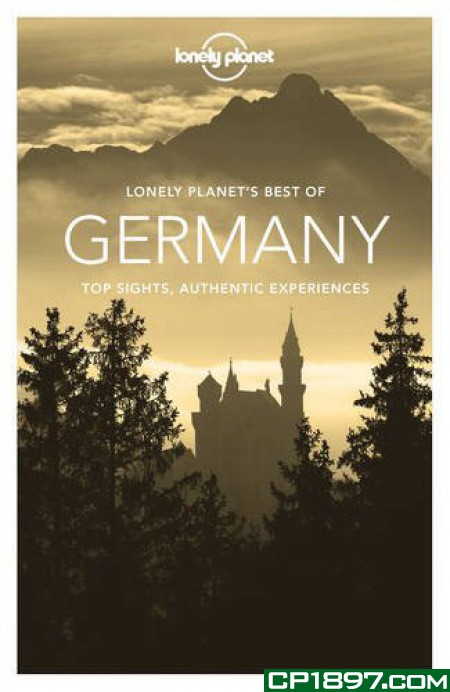 lonely planet
LONELY PLANET'S BEST OF
GERMANY
TOP SIGHTS, AUTHENTIC EXPERIENCES
CP1897.COM